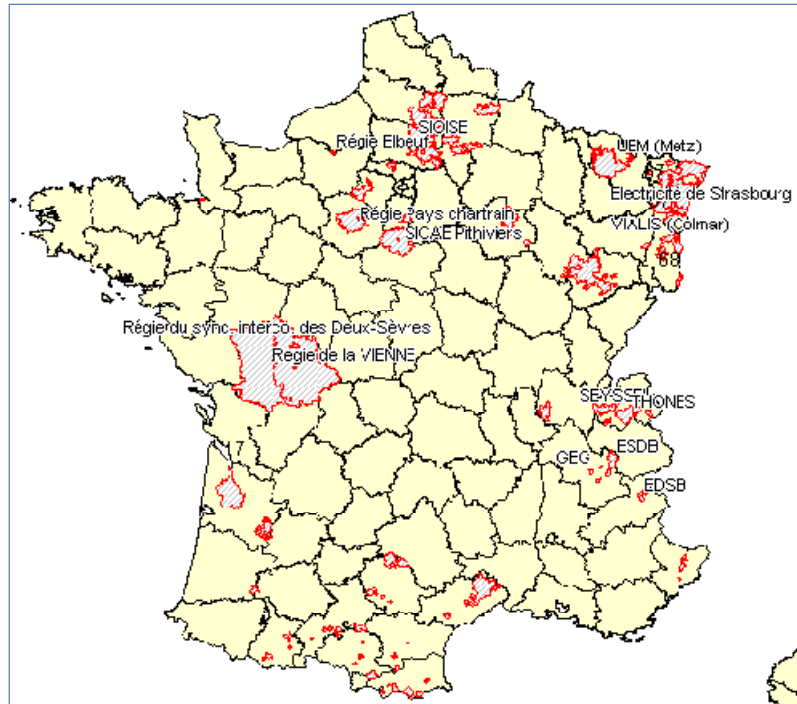 SIOISE
Régie Elbeuf
UEM (Metz)
Electricité de Strasbourg
Régie Pays chartrain
VIALIS (Colmar)
SICAE Pithiviers
68
Régie du sync. interco. des Deux-Sèvres
Régie de la VIENNE
SEYSSEL
THONES
17
ESDB
GEG
EDSB